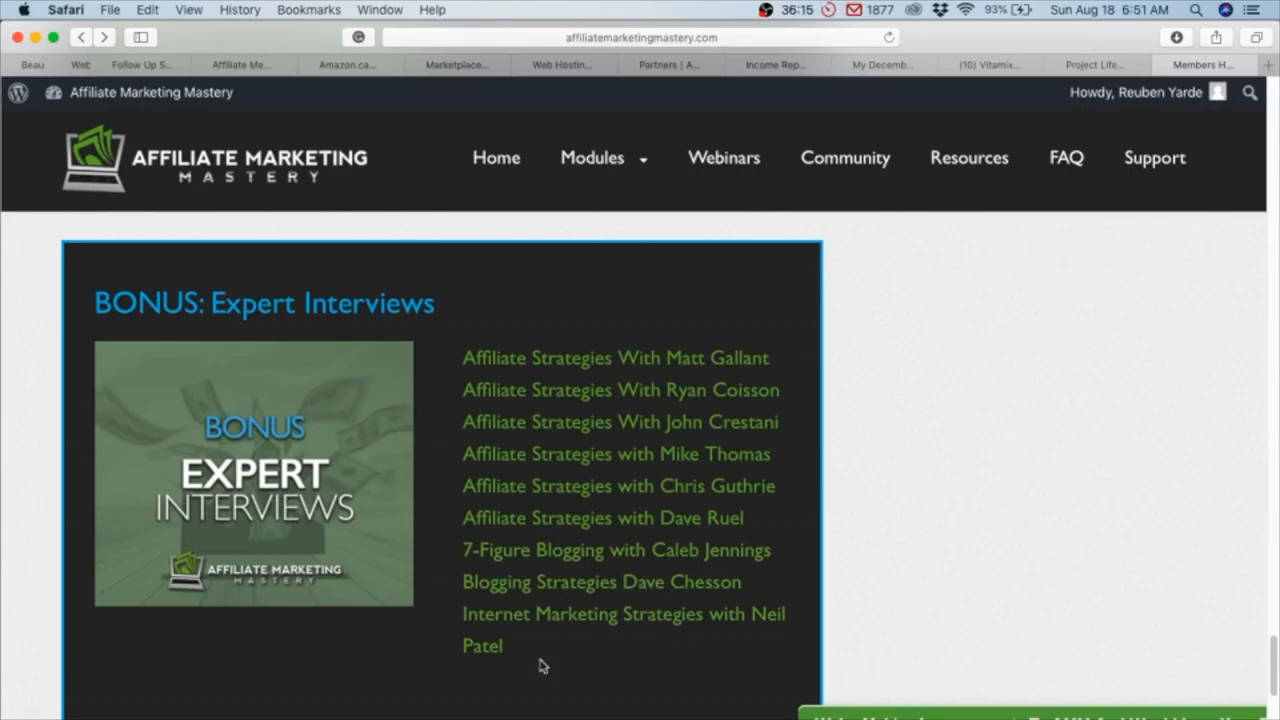 Safari File Edit View History Bookmarks Window Help 36:15 1877 93% Sun Aug 18 6:51 AM
affiliatemarketingmastery.com
Beau Web Follow Up S... Affiliate Me... Amazon.ca... Marketplace... Web Hostin... Partners | A... Income Rep... My Decemb... (10) Vitamix... Project Life... Members H...
Affiliate Marketing Mastery Howdy, Reuben Yarde
AFFILIATE MARKETING
MASTERY
Home Modules Webinars Community Resources FAQ Support
BONUS: Expert Interviews
BONUS
EXPERT
INTERVIEWS
AFFILIATE MARKETING
MASTERY
Affiliate Strategies With Matt Gallant
Affiliate Strategies With Ryan Coisson
Affiliate Strategies With John Crestani
Affiliate Strategies with Mike Thomas
Affiliate Strategies with Chris Guthrie
Affiliate Strategies with Dave Ruel
7-Figure Blogging with Caleb Jennings
Blogging Strategies Dave Chesson
Internet Marketing Strategies with Neil
Patel